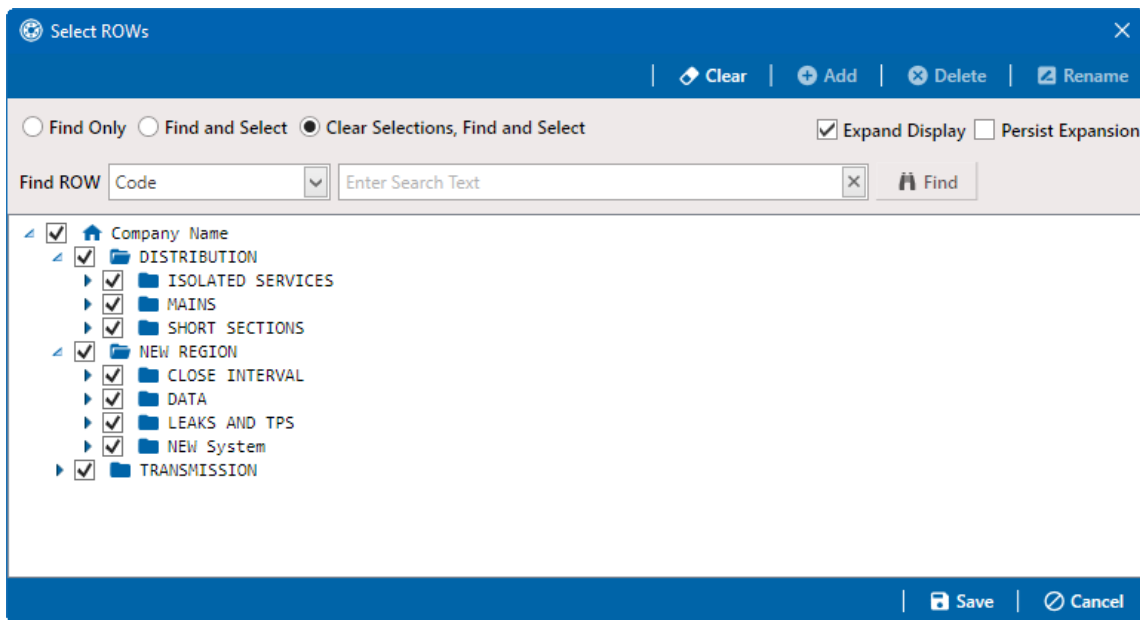 Select ROWs
Clear Add Delete Rename
Find Only Find and Select Clear Selections, Find and Select Expand Display Persist Expansion
Find ROW Code Enter Search Text Find
Company Name
DISTRIBUTION
ISOLATED SERVICES
MAINS
SHORT SECTIONS
NEW REGION
CLOSE INTERVAL
DATA
LEAKS AND TPS
NEW System
TRANSMISSION
Save Cancel